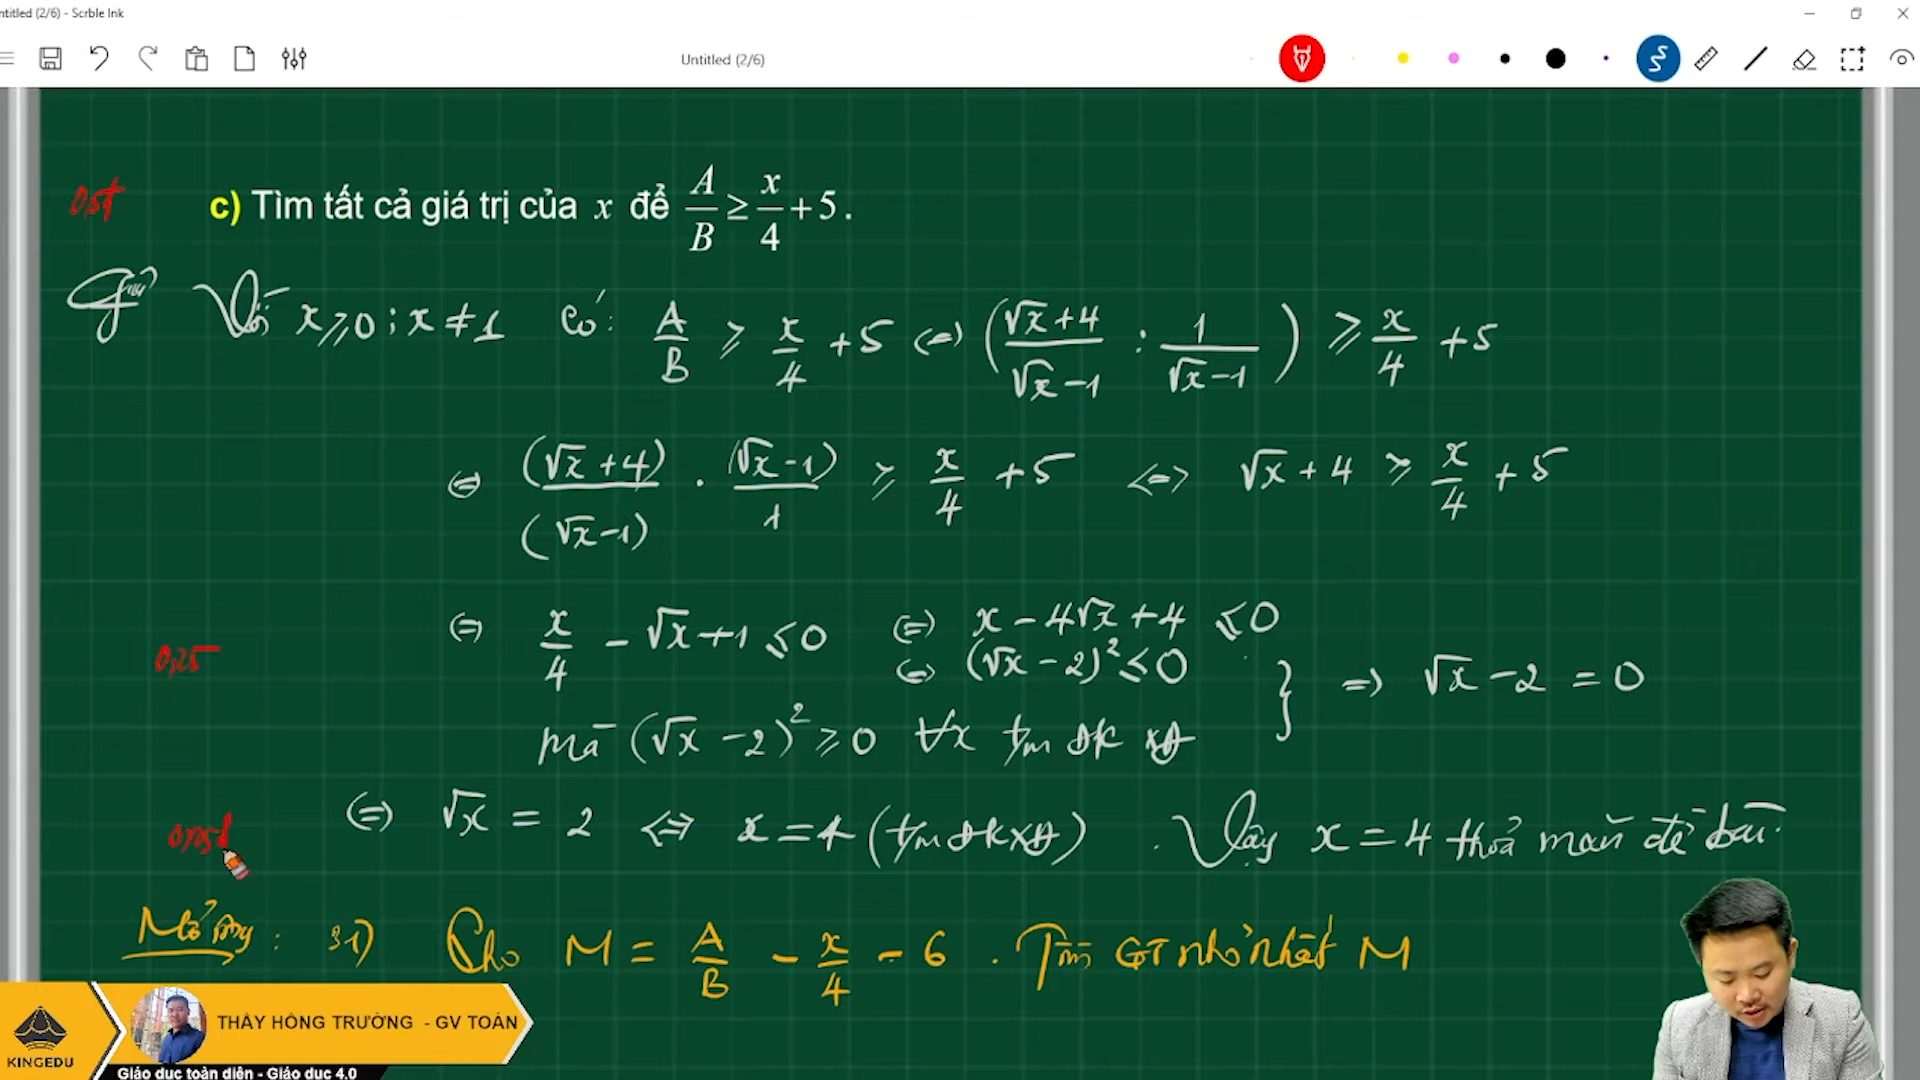 ntitled (2/6) - Scrble Ink
Untitled (2/6)
0,5đ
c) Tìm tất cả giá trị của x để A/B ≥ x/4 + 5.
Giải
Với x ≥ 0 ; x ≠ 1 Có: A/B ≥ x/4 + 5 (=) ( (√x + 4)/(√x − 1) : 1/(√x − 1) ) ≥ x/4 + 5
(=) (√x + 4)/(√x − 1) . (√x − 1)/1 ≥ x/4 + 5 <=> √x + 4 ≥ x/4 + 5
(=) x/4 − √x + 1 ≤ 0 (=) x − 4√x + 4 ≤ 0
0,25
(=) (√x − 2)² ≤ 0 } => √x − 2 = 0
mà (√x − 2)² ≥ 0 ∀x tm đk xđ
0,25đ
(=) √x = 2 <=> x = 4 (tm đkxđ) . Vậy x = 4 thoả mãn đề bài.
Mở rộng : 31) Cho M = A/B − x/4 − 6 . Tìm GT nhỏ nhất M
THẦY HỒNG TRƯỜNG - GV TOÁN
KINGEDU
Giáo dục toàn diện - Giáo dục 4.0